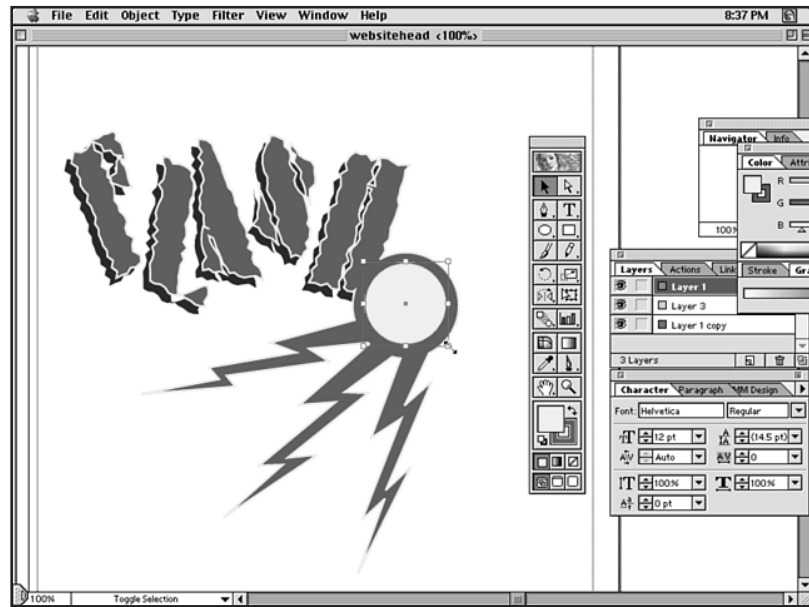 File Edit Object Type Filter View Window Help 8:37 PM
websitehead <100%>
Navigator Info
Color Attri
R
G
B
100%
Layers Actions Link
Stroke Gra
Layer 1
Layer 3
Layer 1 copy
3 Layers
Character Paragraph MM Design
Font: Helvetica Regular
12 pt (14.5 pt)
Auto 0
100% 100%
0 pt
100% Toggle Selection